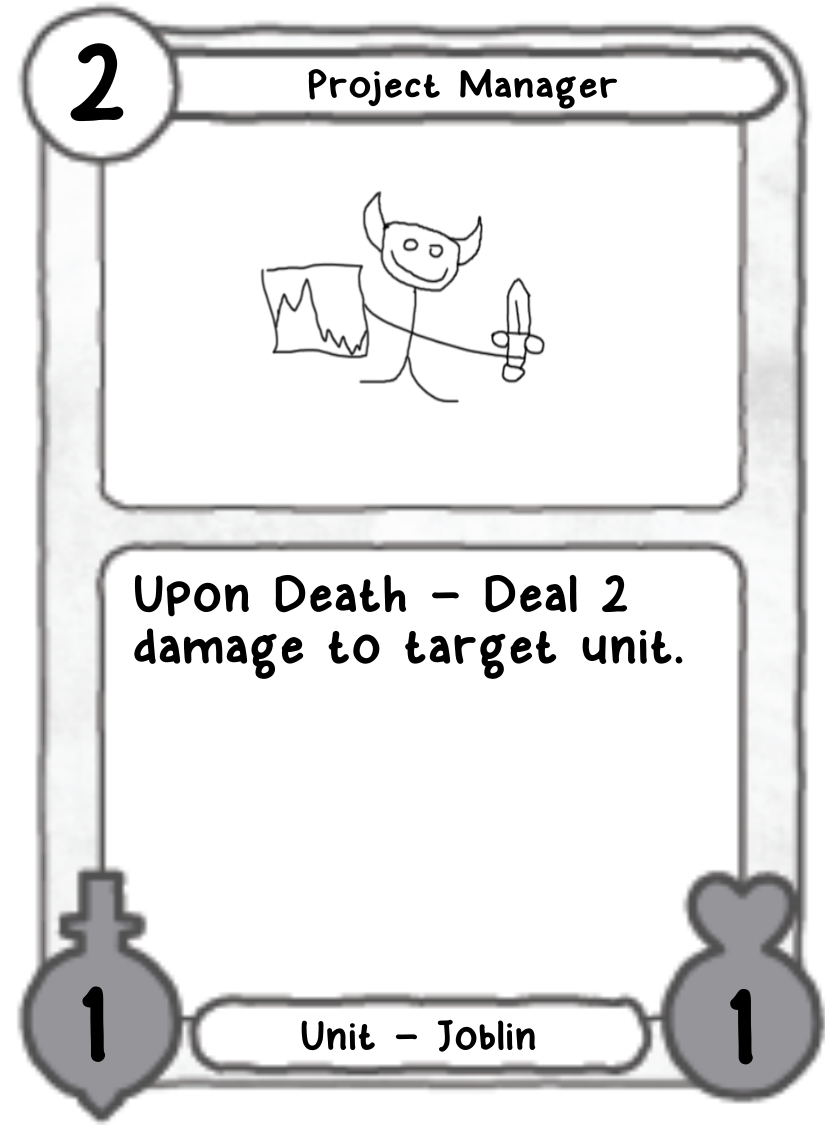 2
Project Manager
Upon Death – Deal 2
damage to target unit.
1
Unit – Joblin
1